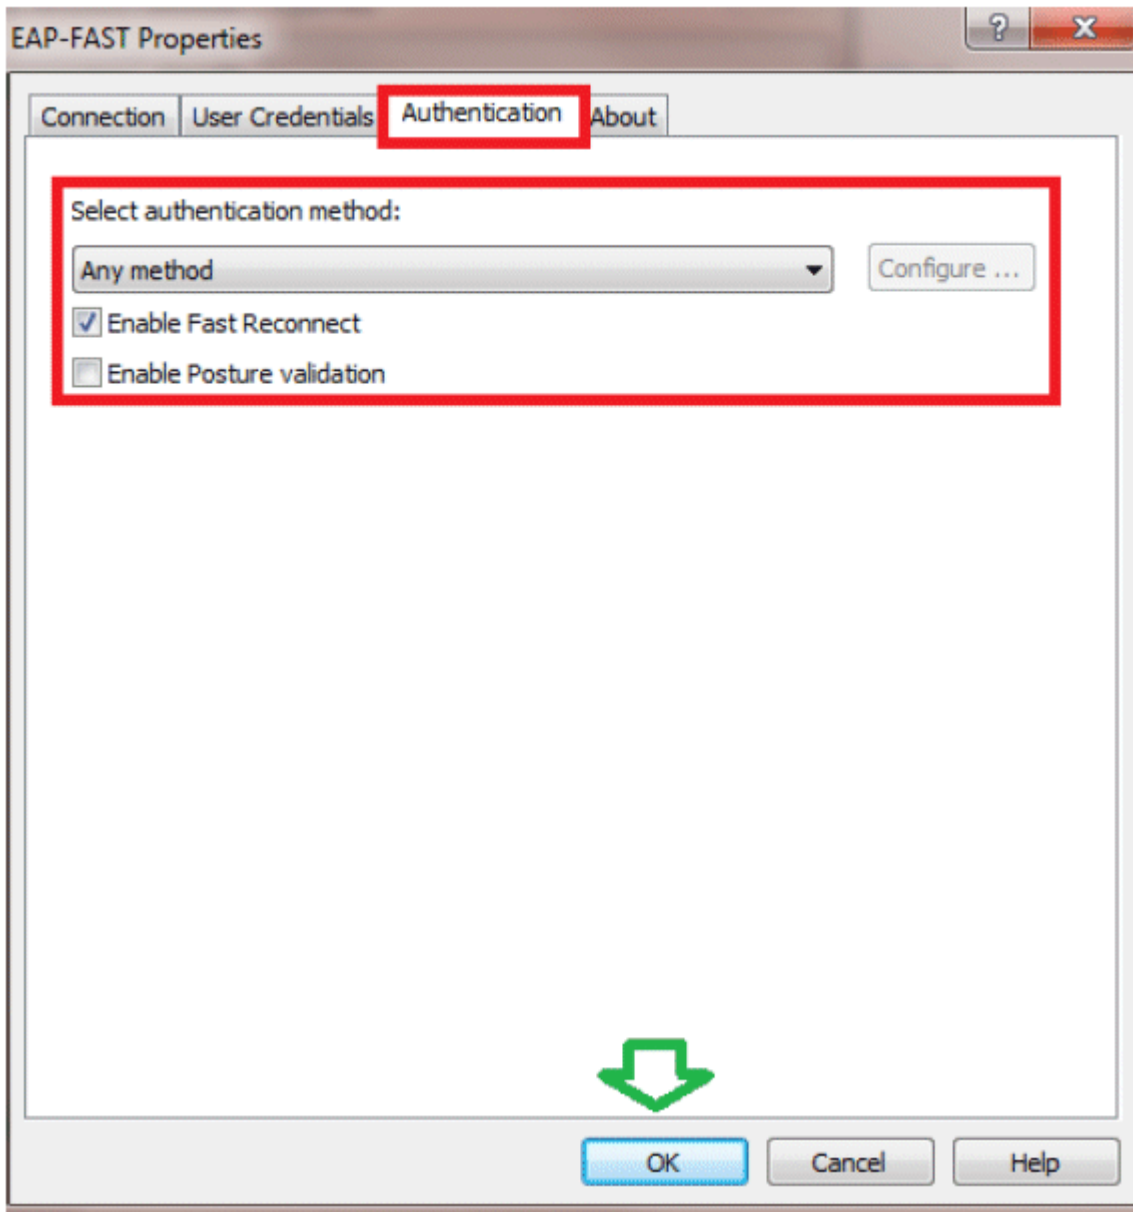 EAP-FAST Properties
Connection User Credentials Authentication About
Select authentication method:
Any method Configure ...
Enable Fast Reconnect
Enable Posture validation
OK Cancel Help